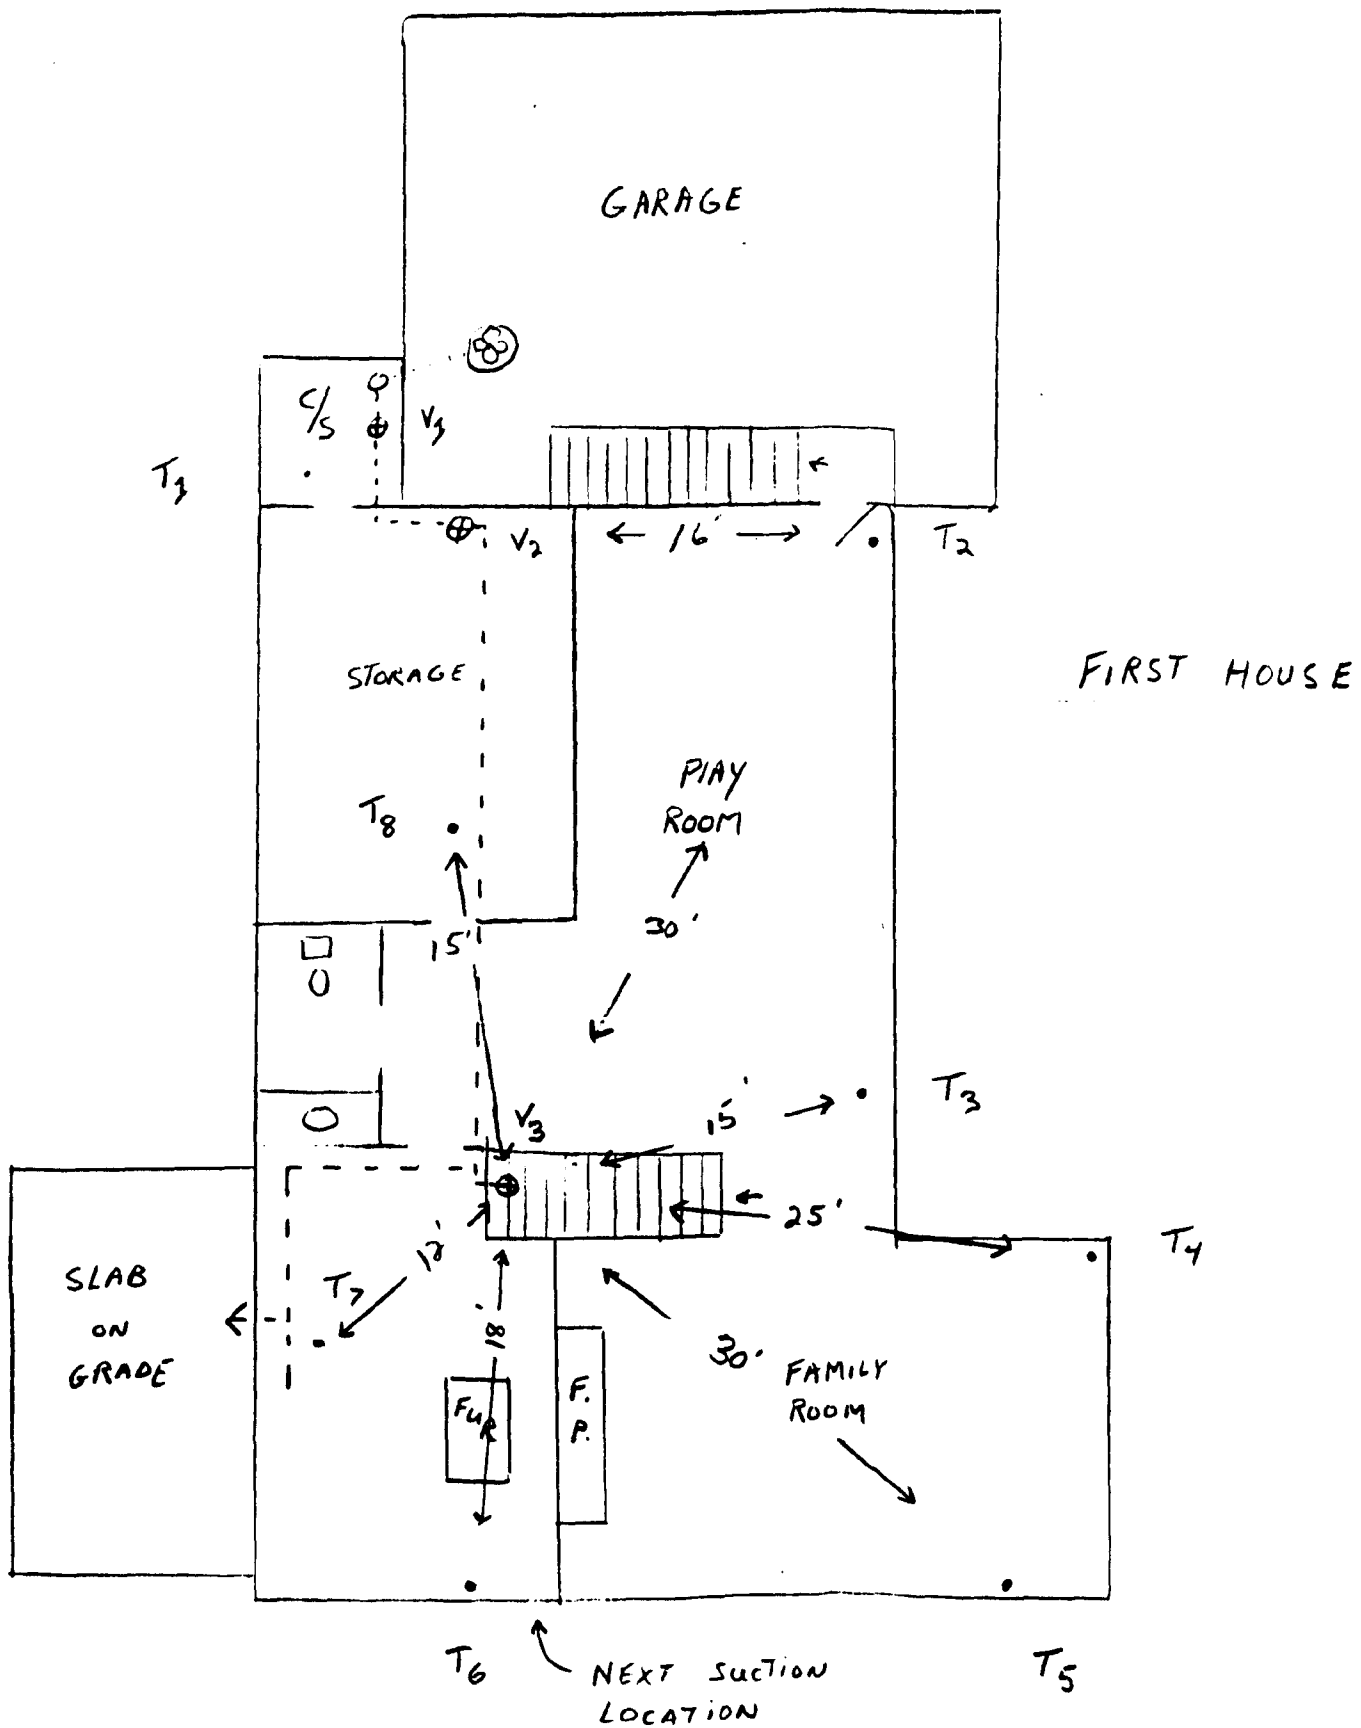 GARAGE
C/S
V1
T1
16'
V2
T2
STORAGE
FIRST HOUSE
PLAY
ROOM
T8
30'
15'
T3
15'
V3
25'
T4
12'
SLAB
ON
GRADE
T7
18'
30'
FAMILY
ROOM
FUR
F.
P.
T6
T5
NEXT SUCTION
LOCATION